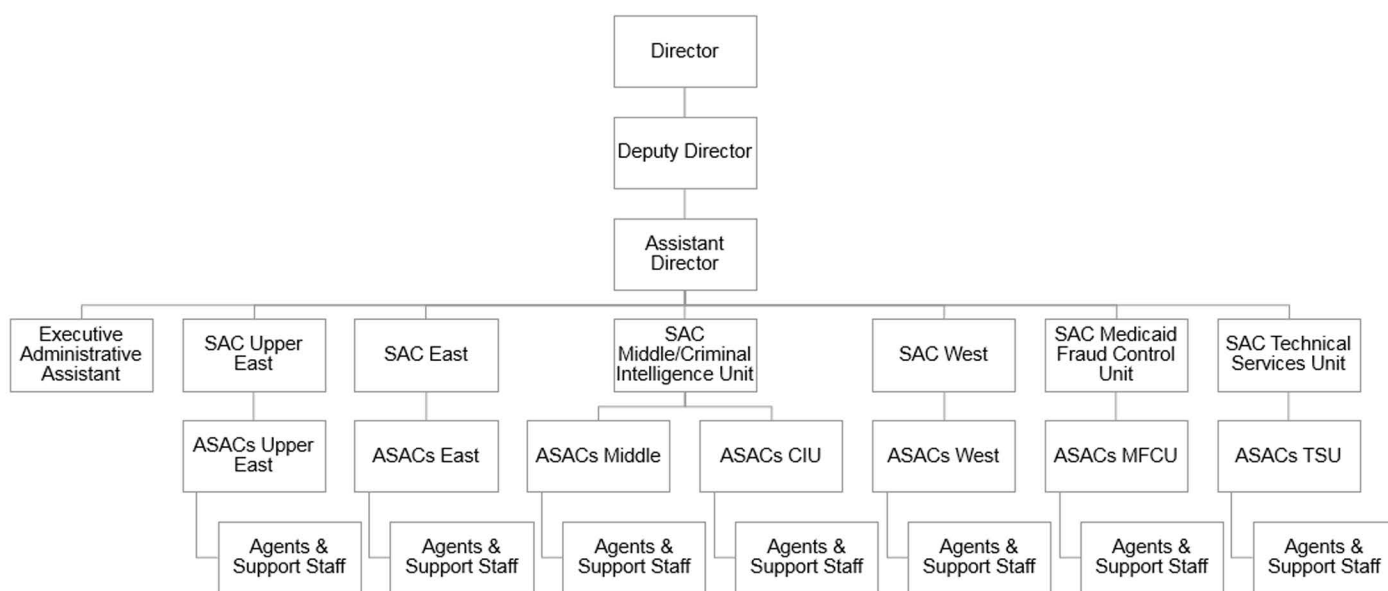 Director
Deputy Director
Assistant
Director
Executive
Administrative
Assistant
SAC Upper
East
SAC East
SAC
Middle/Criminal
Intelligence Unit
SAC West
SAC Medicaid
Fraud Control
Unit
SAC Technical
Services Unit
ASACs Upper
East
ASACs East
ASACs Middle
ASACs CIU
ASACs West
ASACs MFCU
ASACs TSU
Agents &
Support Staff
Agents &
Support Staff
Agents &
Support Staff
Agents &
Support Staff
Agents &
Support Staff
Agents &
Support Staff
Agents &
Support Staff